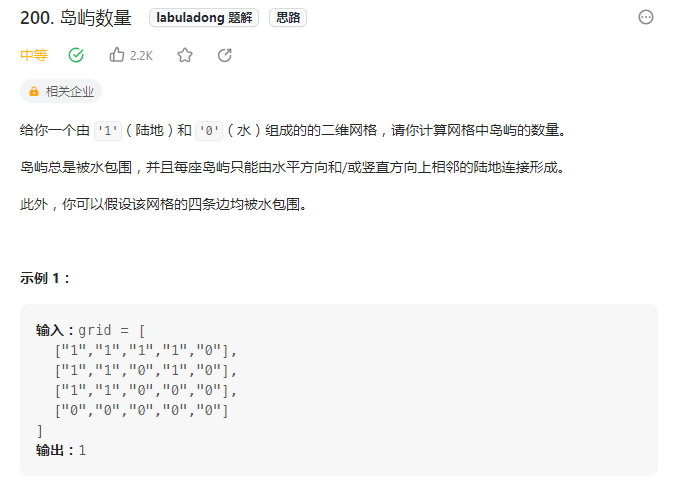 200. 岛屿数量 labuladong 题解 思路
中等 2.2K
相关企业
给你一个由 '1'（陆地）和 '0'（水）组成的的二维网格，请你计算网格中岛屿的数量。
岛屿总是被水包围，并且每座岛屿只能由水平方向和/或竖直方向上相邻的陆地连接形成。
此外，你可以假设该网格的四条边均被水包围。
示例 1：
输入：grid = [
["1","1","1","1","0"],
["1","1","0","1","0"],
["1","1","0","0","0"],
["0","0","0","0","0"]
]
输出：1